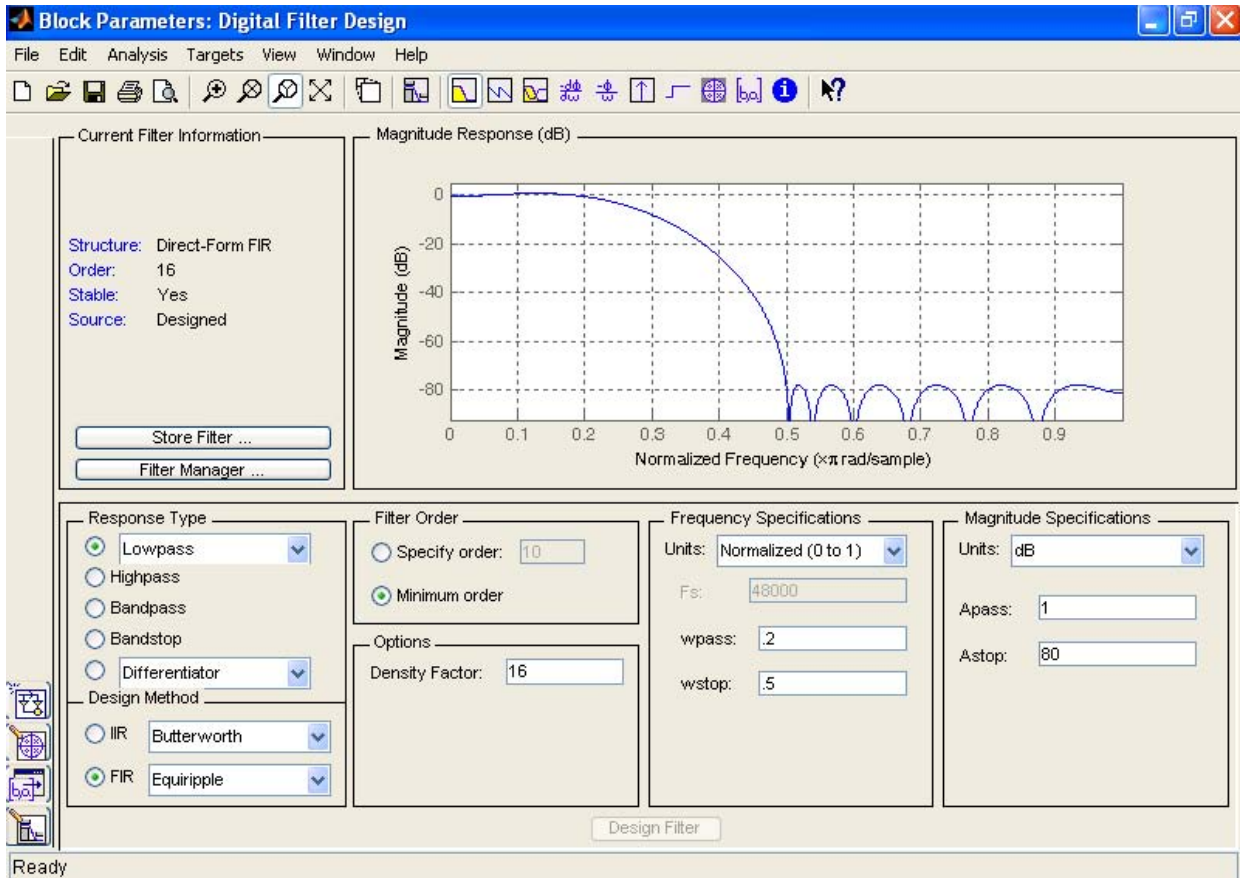 Block Parameters: Digital Filter Design
File Edit Analysis Targets View Window Help
Current Filter Information
Structure: Direct-Form FIR
Order: 16
Stable: Yes
Source: Designed
Store Filter ...
Filter Manager ...
Magnitude Response (dB)
Magnitude (dB)
0
-20
-40
-60
-80
0 0.1 0.2 0.3 0.4 0.5 0.6 0.7 0.8 0.9
Normalized Frequency (×π rad/sample)
Response Type
Lowpass
Highpass
Bandpass
Bandstop
Differentiator
Design Method
IIR Butterworth
FIR Equiripple
Filter Order
Specify order: 10
Minimum order
Options
Density Factor: 16
Frequency Specifications
Units: Normalized (0 to 1)
Fs: 48000
wpass: .2
wstop: .5
Magnitude Specifications
Units: dB
Apass: 1
Astop: 80
Design Filter
Ready